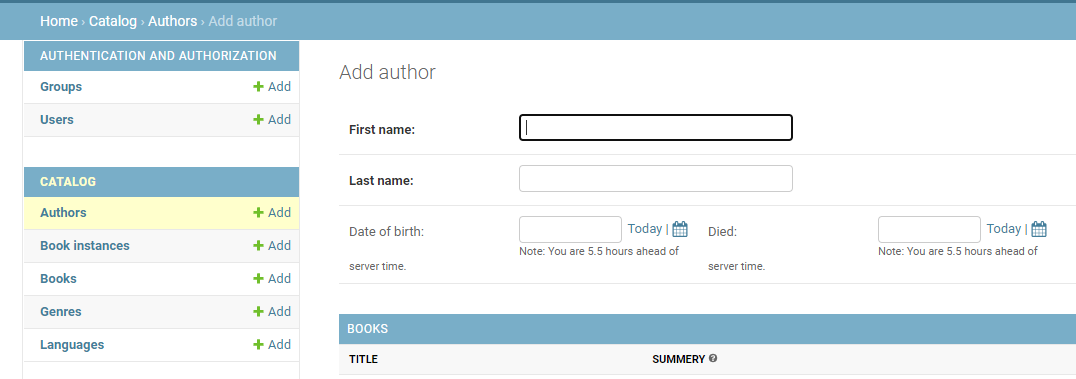 Home › Catalog › Authors › Add author
AUTHENTICATION AND AUTHORIZATION
Groups + Add
Users + Add
CATALOG
Authors + Add
Book instances + Add
Books + Add
Genres + Add
Languages + Add
Add author
First name:
Last name:
Date of birth: Today | Died: Today |
Note: You are 5.5 hours ahead of Note: You are 5.5 hours ahead of
server time. server time.
BOOKS
TITLE SUMMERY ?